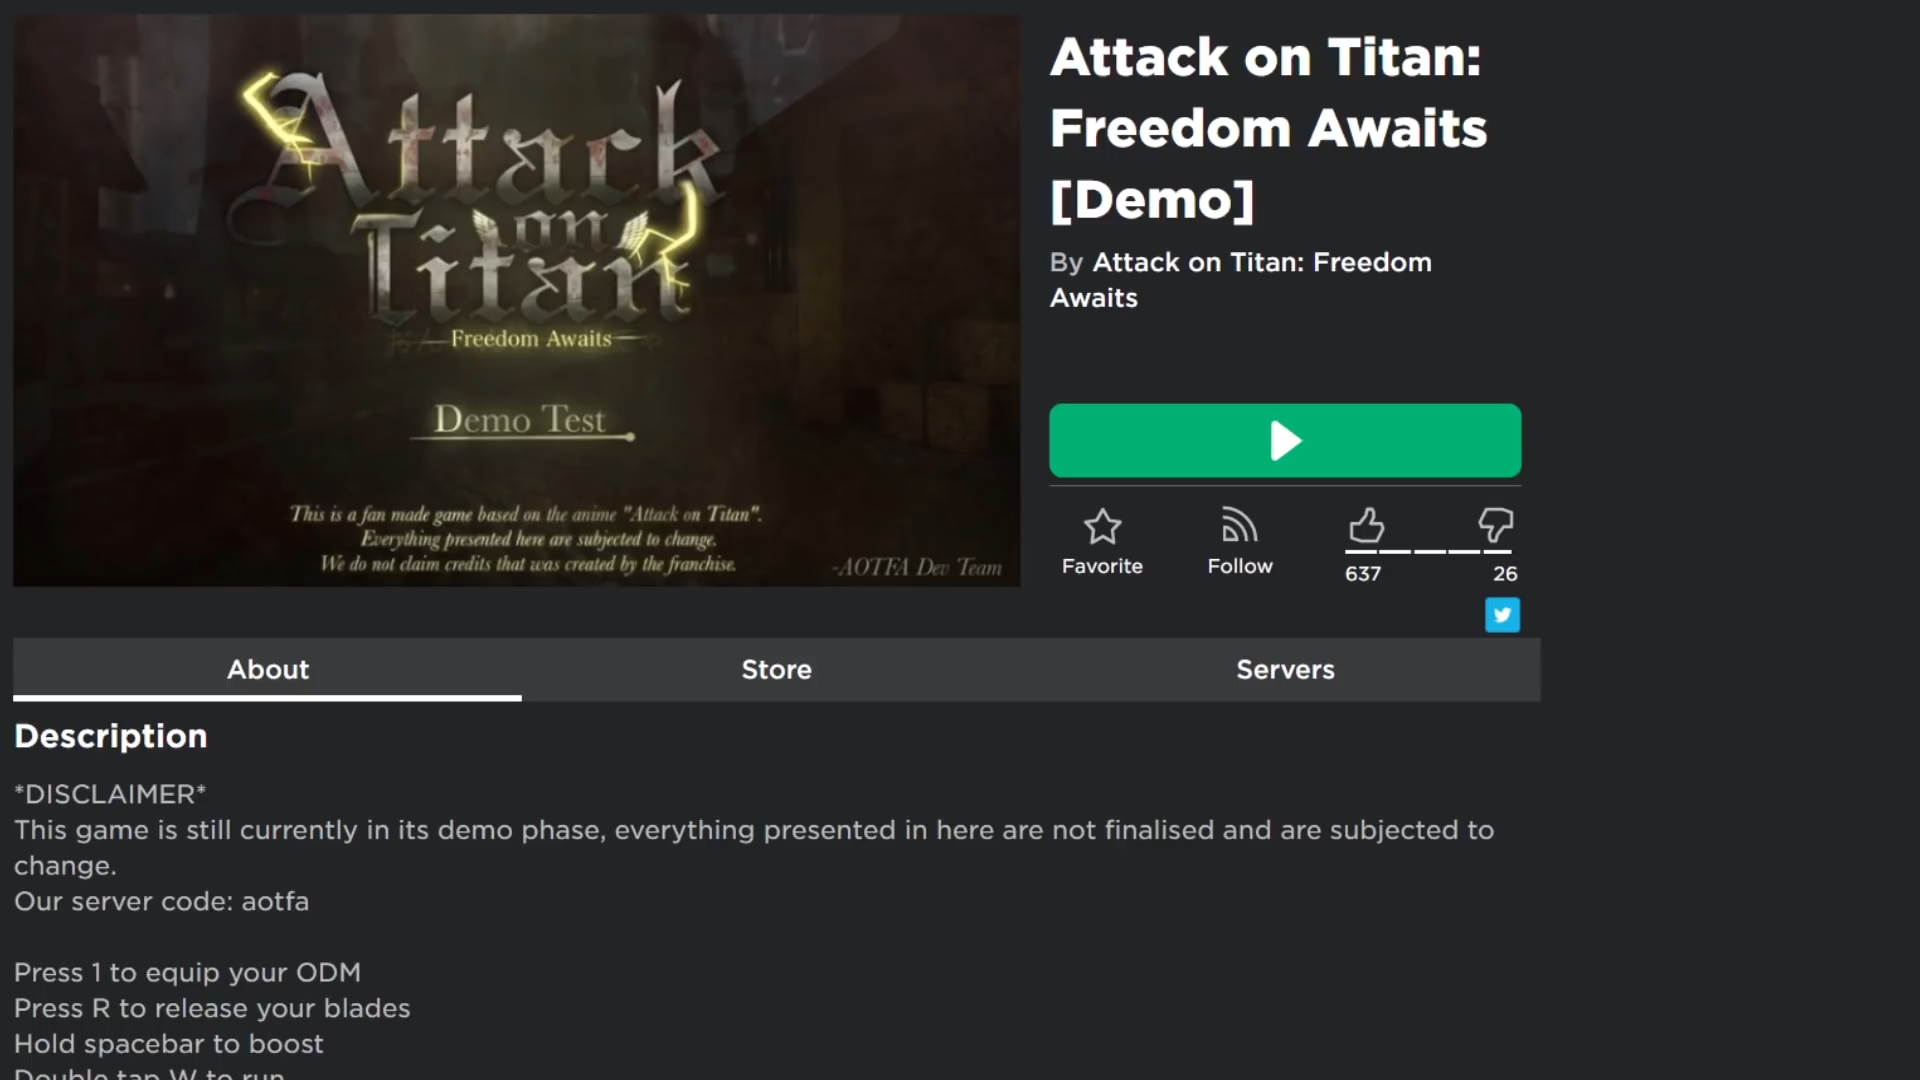 Attack
on
Titan
Freedom Awaits
Demo Test
This is a fan made game based on the anime "Attack on Titan".
Everything presented here are subjected to change.
We do not claim credits that was created by the franchise.
-AOTFA Dev Team
Attack on Titan:
Freedom Awaits
[Demo]
By Attack on Titan: Freedom
Awaits
Favorite
Follow
637
26
About
Store
Servers
Description
*DISCLAIMER*
This game is still currently in its demo phase, everything presented in here are not finalised and are subjected to
change.
Our server code: aotfa
Press 1 to equip your ODM
Press R to release your blades
Hold spacebar to boost
Double tap W to run